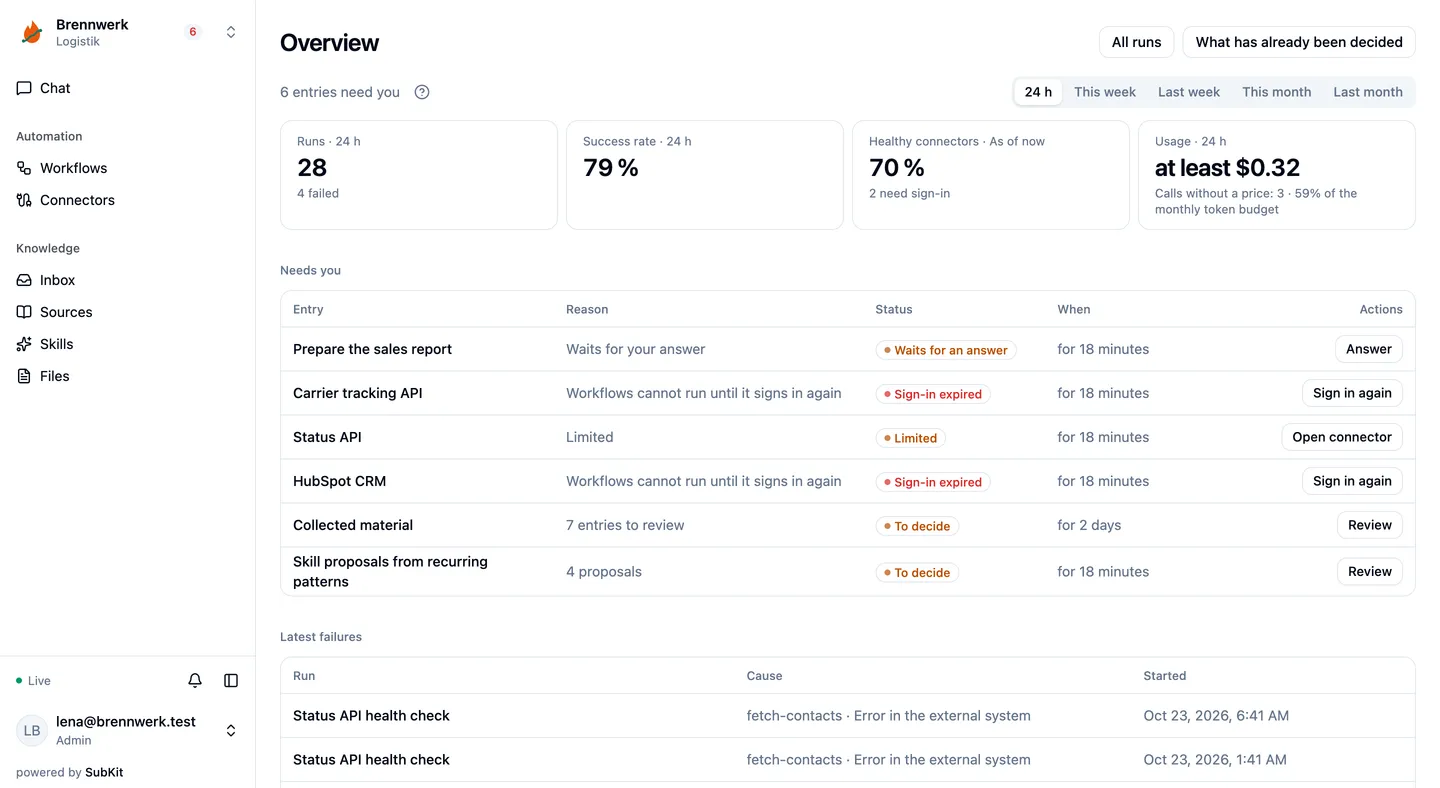 Brennwerk
Logistik
6
Chat
Automation
Workflows
Connectors
Knowledge
Inbox
Sources
Skills
Files
Live
LB
lena@brennwerk.test
Admin
powered by SubKit
Overview
All runs
What has already been decided
6 entries need you
24 h
This week
Last week
This month
Last month
Runs · 24 h
28
4 failed
Success rate · 24 h
79 %
Healthy connectors · As of now
70 %
2 need sign-in
Usage · 24 h
at least $0.32
Calls without a price: 3 · 59% of the
monthly token budget
Needs you
Entry Reason Status When Actions
Prepare the sales report Waits for your answer Waits for an answer for 18 minutes Answer
Carrier tracking API Workflows cannot run until it signs in again Sign-in expired for 18 minutes Sign in again
Status API Limited Limited for 18 minutes Open connector
HubSpot CRM Workflows cannot run until it signs in again Sign-in expired for 18 minutes Sign in again
Collected material 7 entries to review To decide for 2 days Review
Skill proposals from recurring
patterns 4 proposals To decide for 18 minutes Review
Latest failures
Run Cause Started
Status API health check fetch-contacts · Error in the external system Oct 23, 2026, 6:41 AM
Status API health check fetch-contacts · Error in the external system Oct 23, 2026, 1:41 AM